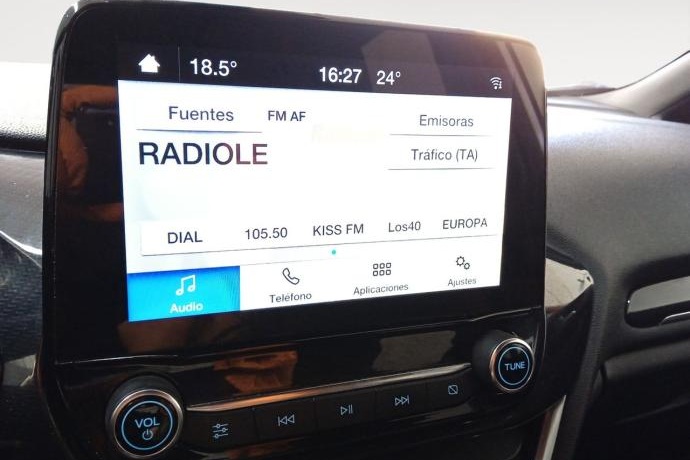 18.5° 16:27 24°
Fuentes FM AF Emisoras
RADIOLE Tráfico (TA)
DIAL 105.50 KISS FM Los40 EUROPA
Audio Teléfono Aplicaciones Ajustes
VOL TUNE